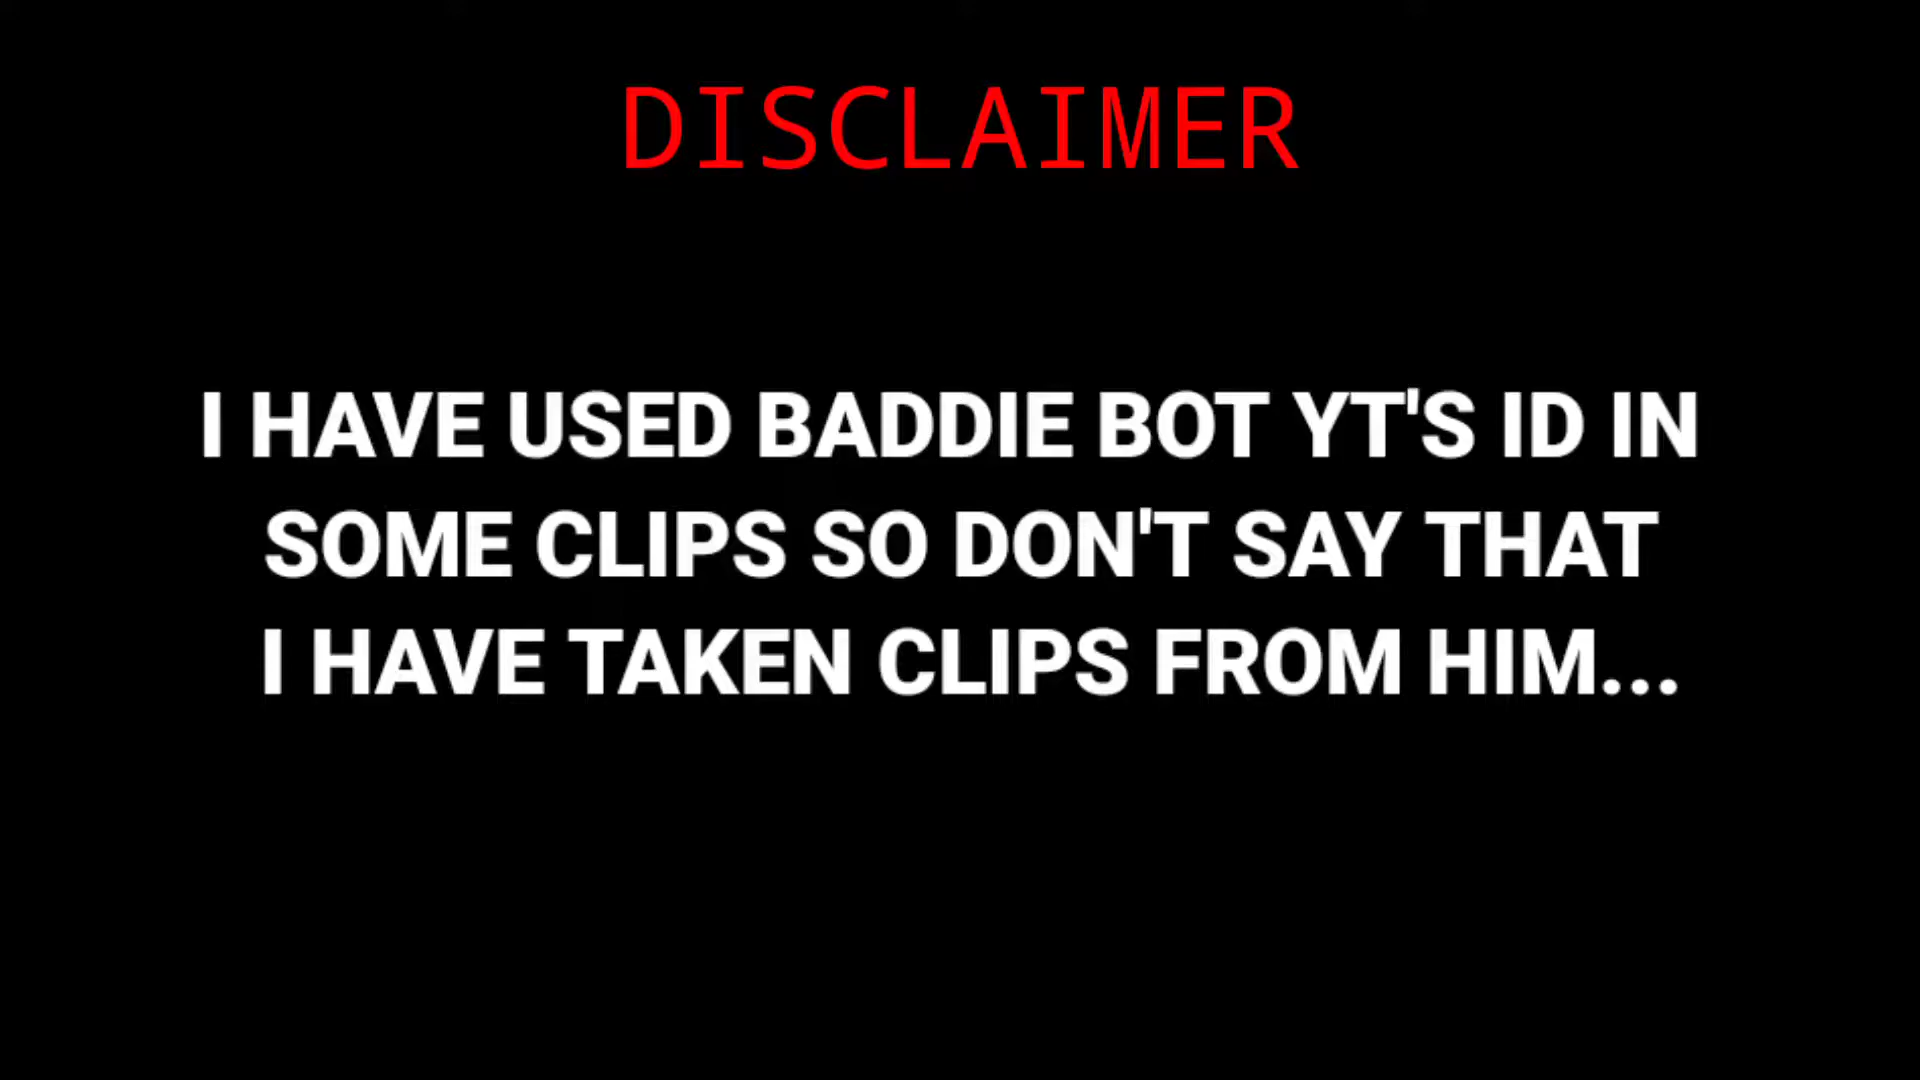 DISCLAIMER
I HAVE USED BADDIE BOT YT'S ID IN
SOME CLIPS SO DON'T SAY THAT
I HAVE TAKEN CLIPS FROM HIM...